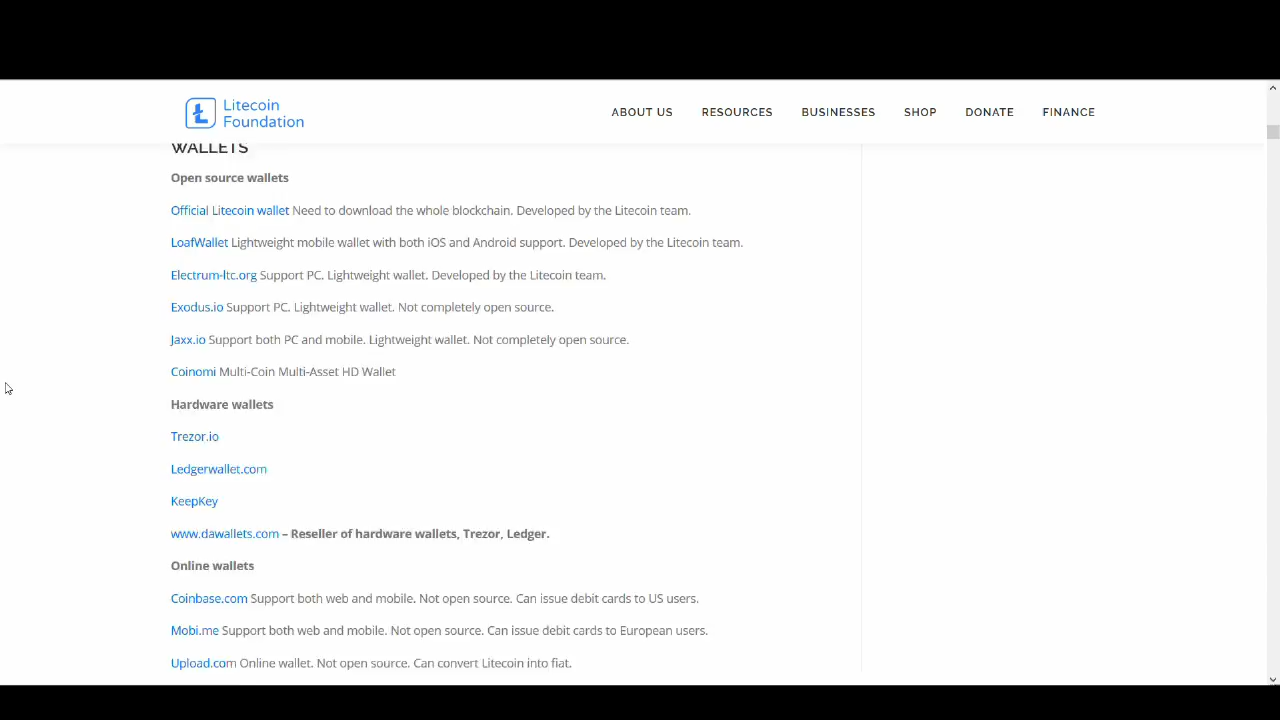 Litecoin
Foundation
ABOUT US RESOURCES BUSINESSES SHOP DONATE FINANCE
WALLETS
Open source wallets
Official Litecoin wallet Need to download the whole blockchain. Developed by the Litecoin team.
LoafWallet Lightweight mobile wallet with both iOS and Android support. Developed by the Litecoin team.
Electrum-ltc.org Support PC. Lightweight wallet. Developed by the Litecoin team.
Exodus.io Support PC. Lightweight wallet. Not completely open source.
Jaxx.io Support both PC and mobile. Lightweight wallet. Not completely open source.
Coinomi Multi-Coin Multi-Asset HD Wallet
Hardware wallets
Trezor.io
Ledgerwallet.com
KeepKey
www.dawallets.com – Reseller of hardware wallets, Trezor, Ledger.
Online wallets
Coinbase.com Support both web and mobile. Not open source. Can issue debit cards to US users.
Mobi.me Support both web and mobile. Not open source. Can issue debit cards to European users.
Upload.com Online wallet. Not open source. Can convert Litecoin into fiat.